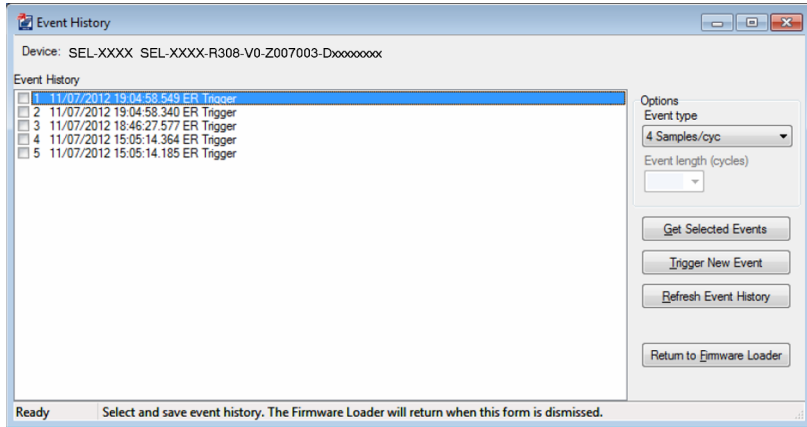 Event History
Device: SEL-XXXX SEL-XXXX-R308-V0-Z007003-Dxxxxxxxx
Event History
1 11/07/2012 19:04:58.549 ER Trigger
2 11/07/2012 19:04:58.340 ER Trigger
3 11/07/2012 18:46:27.577 ER Trigger
4 11/07/2012 15:05:14.364 ER Trigger
5 11/07/2012 15:05:14.185 ER Trigger
Options
Event type
4 Samples/cyc
Event length (cycles)
Get Selected Events
Trigger New Event
Refresh Event History
Return to Firmware Loader
Ready Select and save event history. The Firmware Loader will return when this form is dismissed.